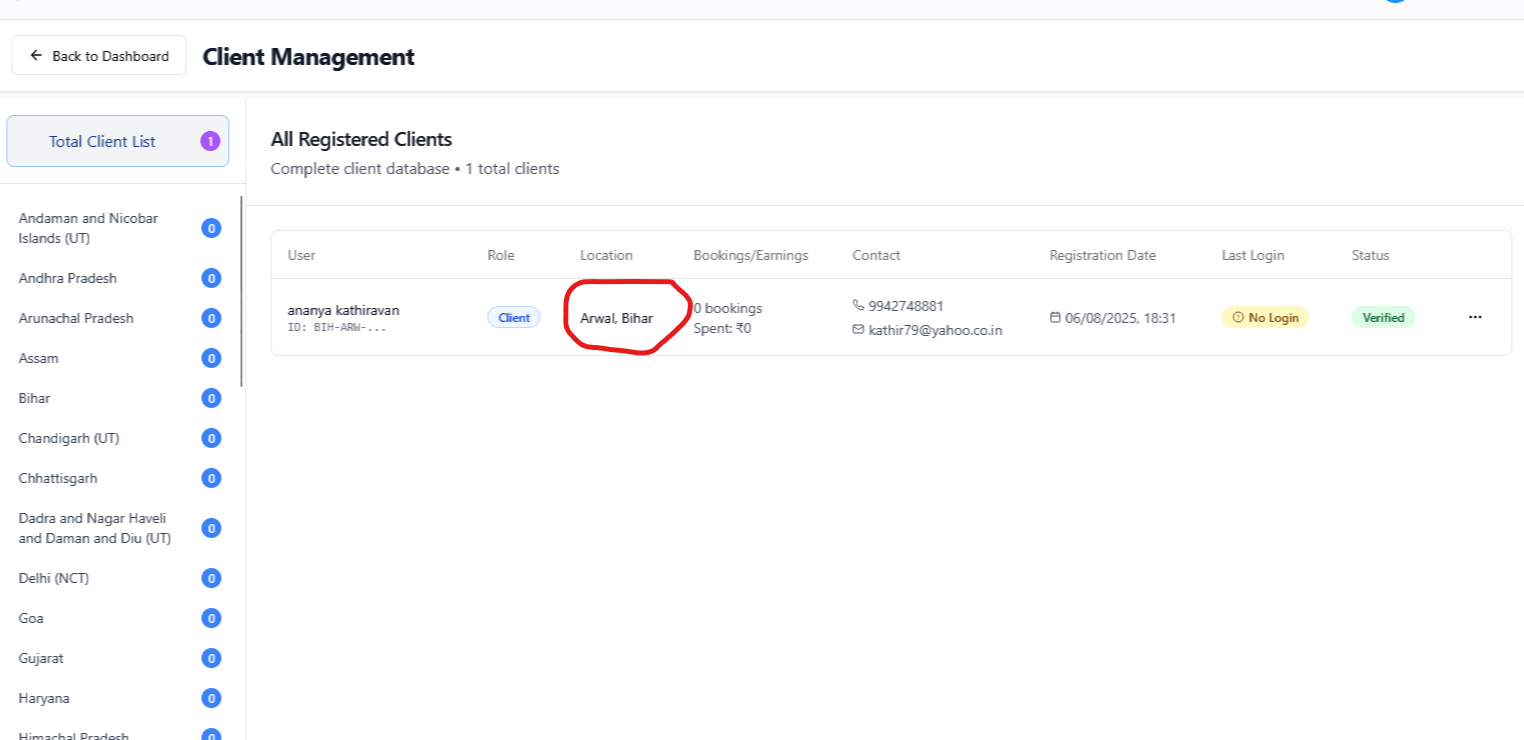 Back to Dashboard
Client Management
Total Client List 1
Andaman and Nicobar
Islands (UT) 0
Andhra Pradesh 0
Arunachal Pradesh 0
Assam 0
Bihar 0
Chandigarh (UT) 0
Chhattisgarh 0
Dadra and Nagar Haveli
and Daman and Diu (UT) 0
Delhi (NCT) 0
Goa 0
Gujarat 0
Haryana 0
Himachal Pradesh 0
All Registered Clients
Complete client database • 1 total clients
User Role Location Bookings/Earnings Contact Registration Date Last Login Status
ananya kathiravan
ID: BIH-ARW-...
Client
Arwal, Bihar
0 bookings
Spent: ₹0
9942748881
kathir79@yahoo.co.in
06/08/2025, 18:31
No Login
Verified
...